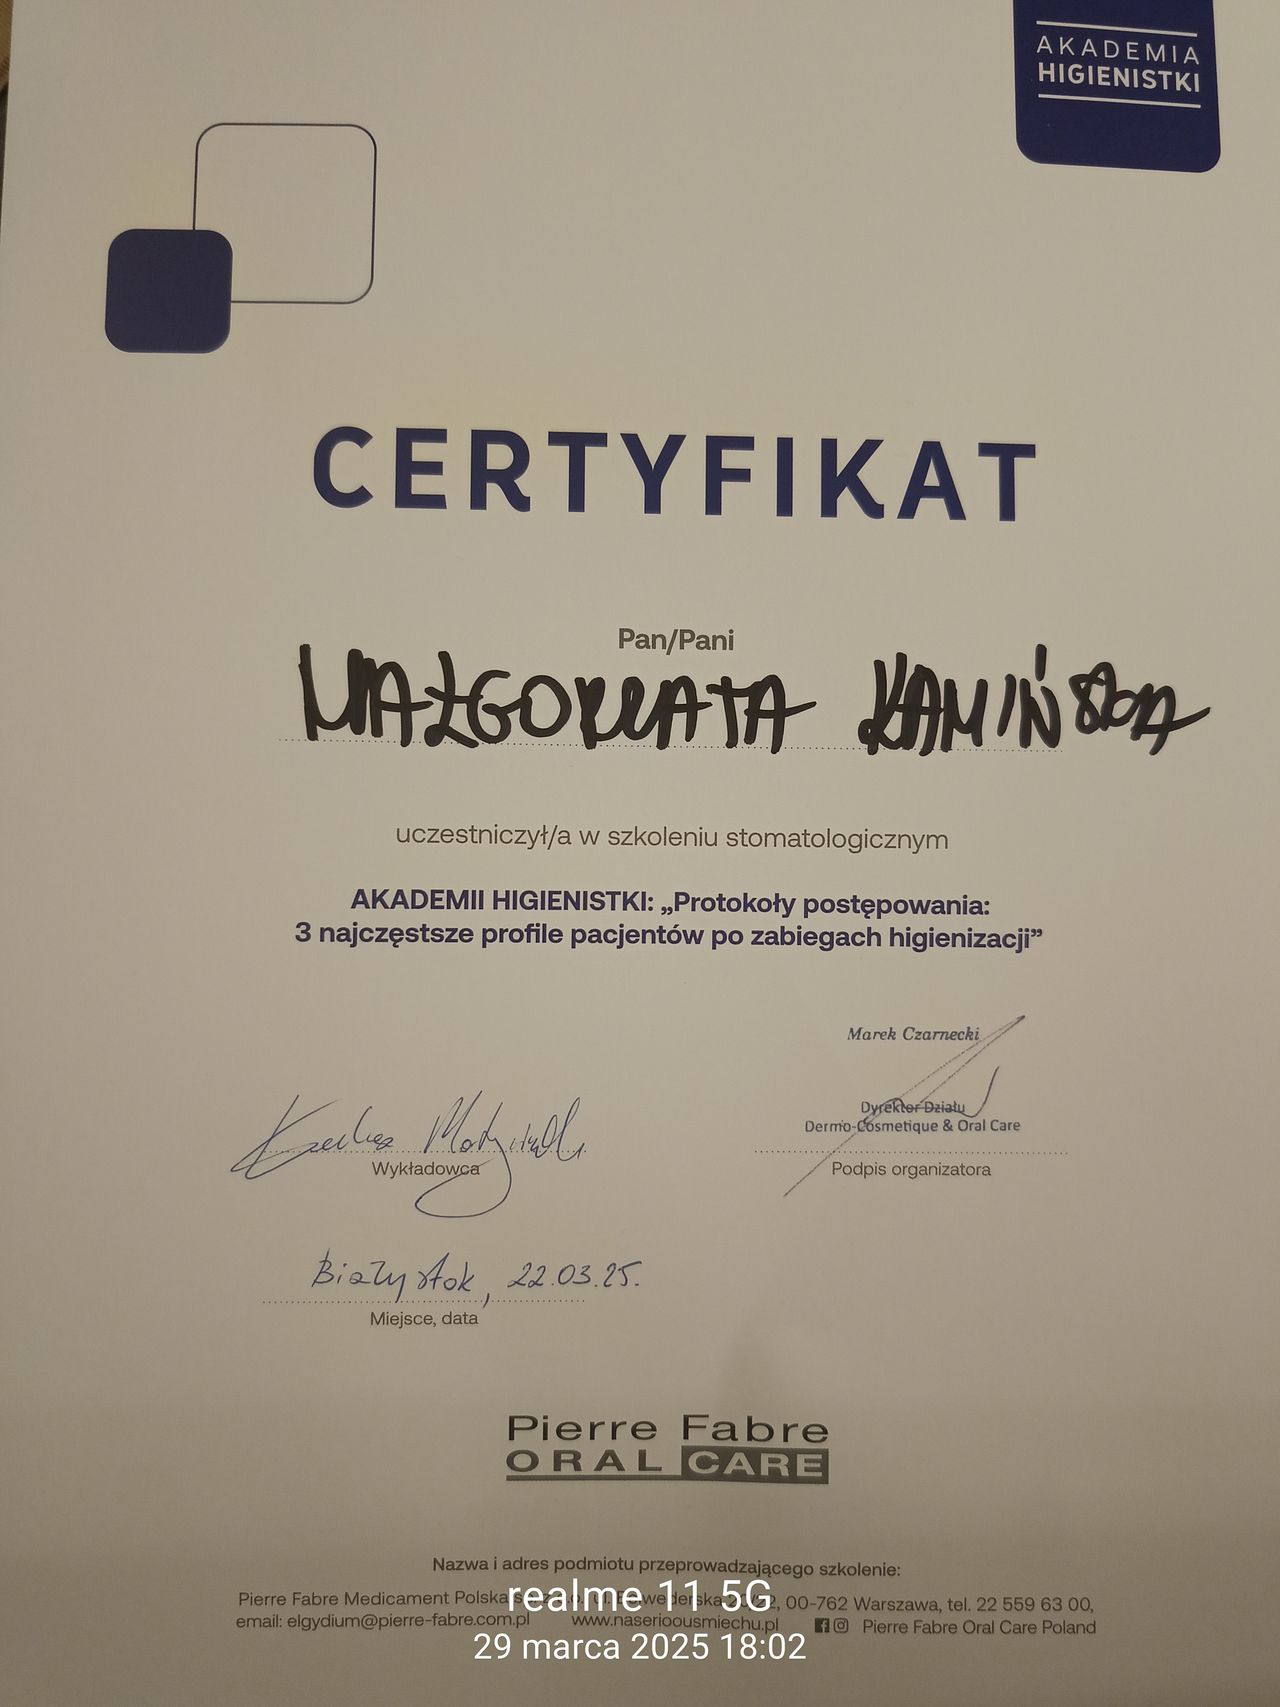 AKADEMIA
HIGIENISTKI
CERTYFIKAT
Pan/Pani
MAŁGORZATA KAMIŃSKA
uczestniczył/a w szkoleniu stomatologicznym
AKADEMII HIGIENISTKI: „Protokoły postępowania:
3 najczęstsze profile pacjentów po zabiegach higienizacji”
Marek Czarnecki
Dyrektor Działu
Dermo-Cosmetique & Oral Care
Wykładowca
Podpis organizatora
Białystok, 22.03.25.
Miejsce, data
Pierre Fabre
ORAL CARE
Nazwa i adres podmiotu przeprowadzającego szkolenie:
Pierre Fabre Medicament Polska 00-762 Warszawa, tel. 22 559 63 00,
email: elgydium@pierre-fabre.com.pl www.naserioousmiechu.pl Pierre Fabre Oral Care Poland
realme 11 5G
29 marca 2025 18:02